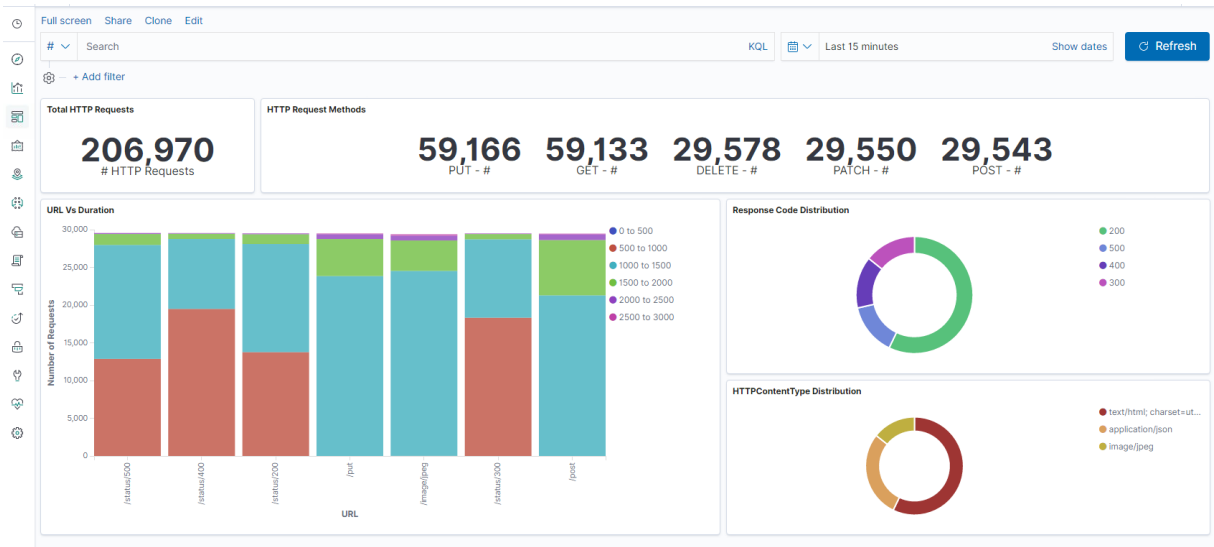 Full screen Share Clone Edit
# Search KQL Last 15 minutes Show dates Refresh
+ Add filter
Total HTTP Requests
206,970
# HTTP Requests
HTTP Request Methods
59,166 59,133 29,578 29,550 29,543
PUT - # GET - # DELETE - # PATCH - # POST - #
URL Vs Duration
30,000
25,000
20,000
15,000
10,000
5,000
0
Number of Requests
/status/500
/status/400
/status/200
/put
/image/jpeg
/status/300
/post
URL
0 to 500
500 to 1000
1000 to 1500
1500 to 2000
2000 to 2500
2500 to 3000
Response Code Distribution
200
500
400
300
HTTPContentType Distribution
text/html; charset=ut...
application/json
image/jpeg